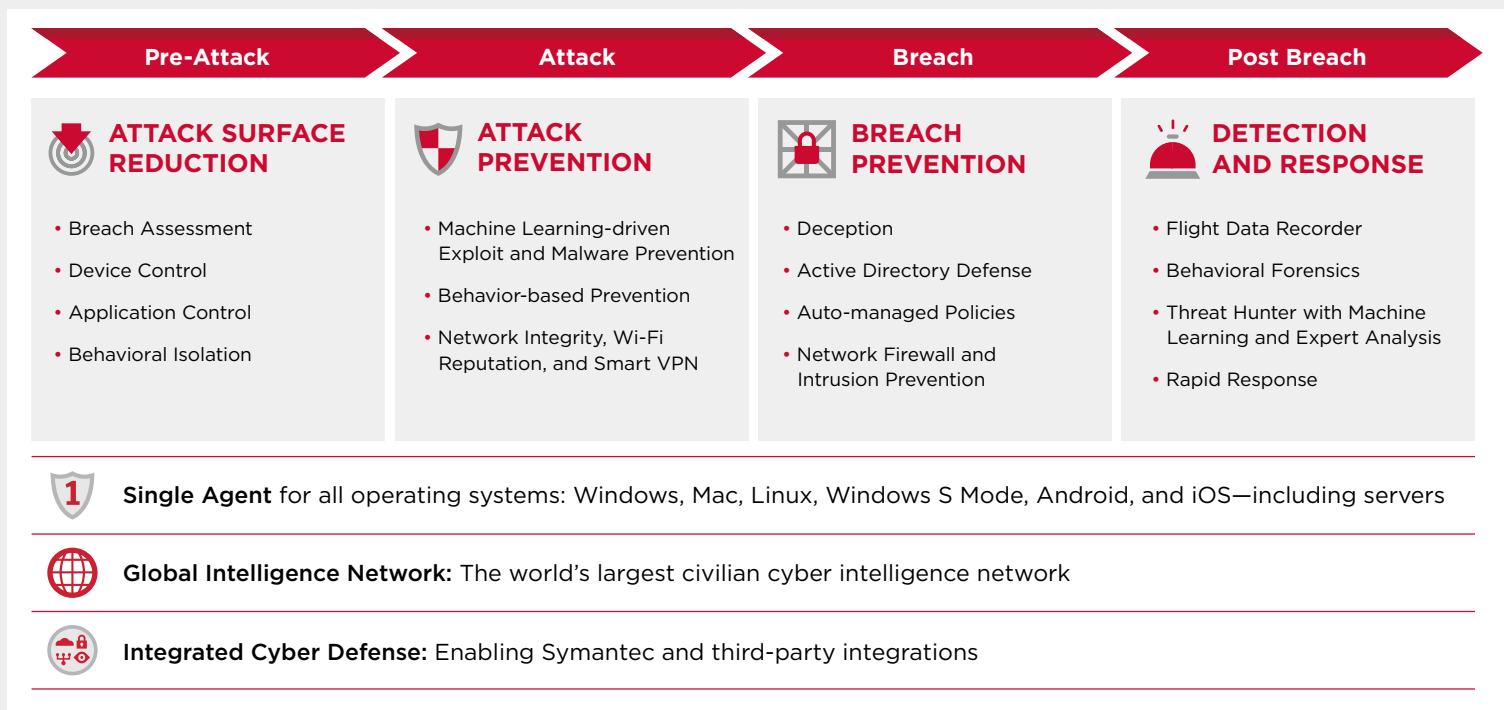 Pre-Attack
Attack
Breach
Post Breach
ATTACK SURFACE
REDUCTION
• Breach Assessment
• Device Control
• Application Control
• Behavioral Isolation
ATTACK
PREVENTION
• Machine Learning-driven
Exploit and Malware Prevention
• Behavior-based Prevention
• Network Integrity, Wi-Fi
Reputation, and Smart VPN
BREACH
PREVENTION
• Deception
• Active Directory Defense
• Auto-managed Policies
• Network Firewall and
Intrusion Prevention
DETECTION
AND RESPONSE
• Flight Data Recorder
• Behavioral Forensics
• Threat Hunter with Machine
Learning and Expert Analysis
• Rapid Response
1
Single Agent for all operating systems: Windows, Mac, Linux, Windows S Mode, Android, and iOS—including servers
Global Intelligence Network: The world’s largest civilian cyber intelligence network
Integrated Cyber Defense: Enabling Symantec and third-party integrations